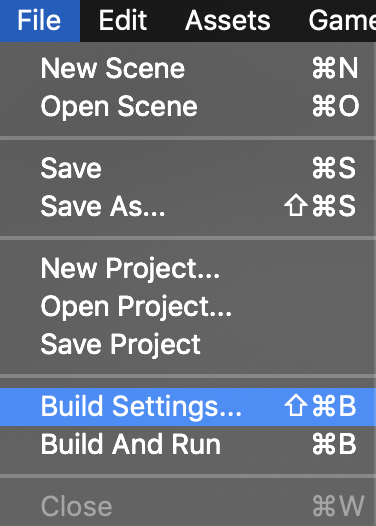 File Edit Assets Game
New Scene ⌘N
Open Scene ⌘O
Save ⌘S
Save As... ⇧⌘S
New Project...
Open Project...
Save Project
Build Settings... ⇧⌘B
Build And Run ⌘B
Close ⌘W